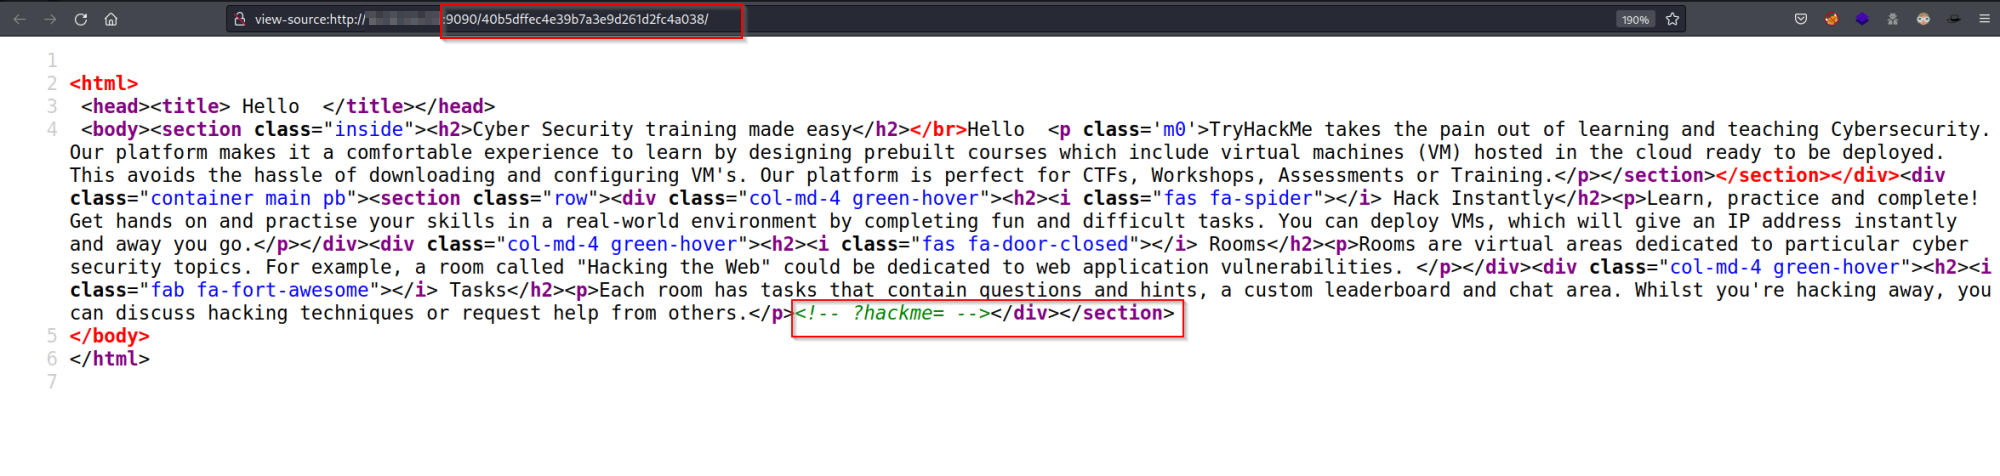 view-source:http:// :9090/40b5dffec4e39b7a3e9d261d2fc4a038/ 190%
1
2 <html>
3 <head><title> Hello  </title></head>
4 <body><section class="inside"><h2>Cyber Security training made easy</h2></br>Hello  <p class='m0'>TryHackMe takes the pain out of learning and teaching Cybersecurity.
Our platform makes it a comfortable experience to learn by designing prebuilt courses which include virtual machines (VM) hosted in the cloud ready to be deployed.
This avoids the hassle of downloading and configuring VM's. Our platform is perfect for CTFs, Workshops, Assessments or Training.</p></section></section></div><div
class="container main pb"><section class="row"><div class="col-md-4 green-hover"><h2><i class="fas fa-spider"></i> Hack Instantly</h2><p>Learn, practice and complete!
Get hands on and practise your skills in a real-world environment by completing fun and difficult tasks. You can deploy VMs, which will give an IP address instantly
and away you go.</p></div><div class="col-md-4 green-hover"><h2><i class="fas fa-door-closed"></i> Rooms</h2><p>Rooms are virtual areas dedicated to particular cyber
security topics. For example, a room called "Hacking the Web" could be dedicated to web application vulnerabilities. </p></div><div class="col-md-4 green-hover"><h2><i
class="fab fa-fort-awesome"></i> Tasks</h2><p>Each room has tasks that contain questions and hints, a custom leaderboard and chat area. Whilst you're hacking away, you
can discuss hacking techniques or request help from others.</p><!-- ?hackme= --></div></section>
5 </body>
6 </html>
7